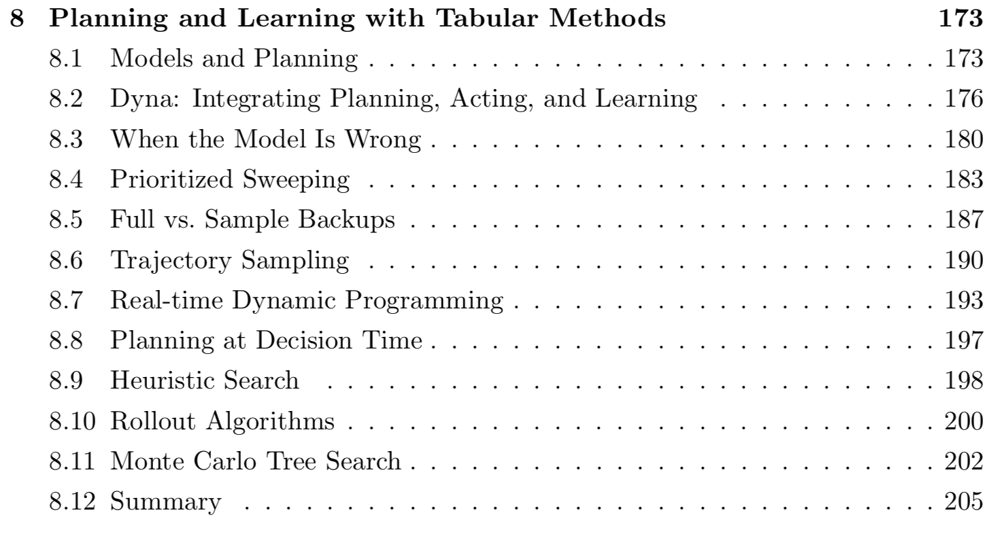 8 Planning and Learning with Tabular Methods 173
8.1 Models and Planning . . . . . . . . . . . . . . . . . . . . . . . . . . . . 173
8.2 Dyna: Integrating Planning, Acting, and Learning . . . . . . . . . . . 176
8.3 When the Model Is Wrong . . . . . . . . . . . . . . . . . . . . . . . . . 180
8.4 Prioritized Sweeping . . . . . . . . . . . . . . . . . . . . . . . . . . . . 183
8.5 Full vs. Sample Backups . . . . . . . . . . . . . . . . . . . . . . . . . . 187
8.6 Trajectory Sampling . . . . . . . . . . . . . . . . . . . . . . . . . . . . 190
8.7 Real-time Dynamic Programming . . . . . . . . . . . . . . . . . . . . . 193
8.8 Planning at Decision Time . . . . . . . . . . . . . . . . . . . . . . . . . 197
8.9 Heuristic Search . . . . . . . . . . . . . . . . . . . . . . . . . . . . . . 198
8.10 Rollout Algorithms . . . . . . . . . . . . . . . . . . . . . . . . . . . . . 200
8.11 Monte Carlo Tree Search . . . . . . . . . . . . . . . . . . . . . . . . . . 202
8.12 Summary . . . . . . . . . . . . . . . . . . . . . . . . . . . . . . . . . . 205